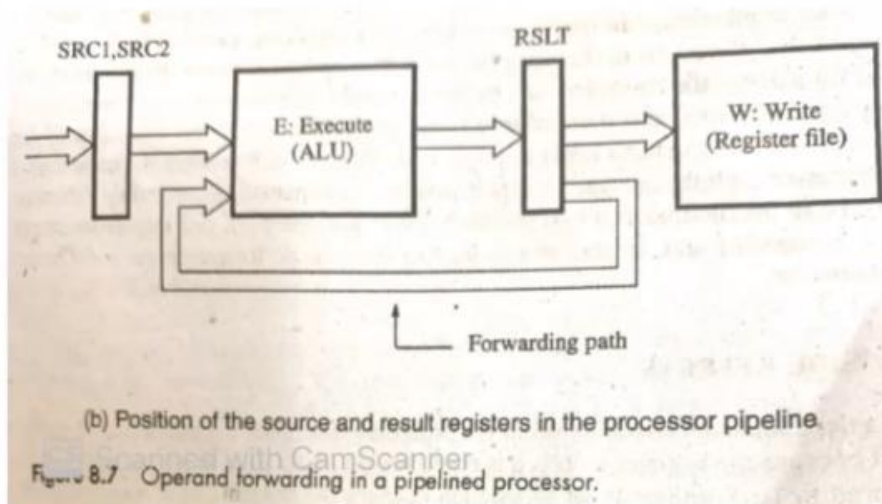 SRC1,SRC2
RSLT
E: Execute
(ALU)
W: Write
(Register file)
Forwarding path
(b) Position of the source and result registers in the processor pipeline.
Scanned with CamScanner
8.7 Operand forwarding in a pipelined processor.